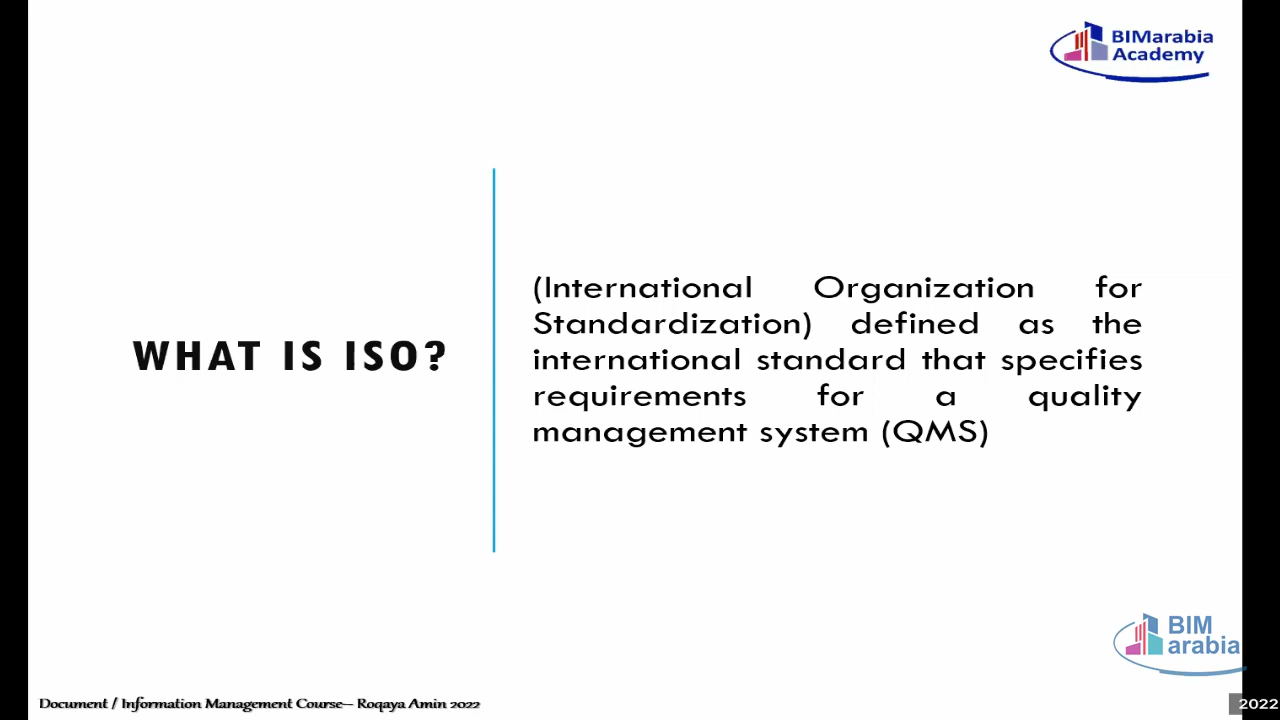 BIMarabia
Academy
WHAT IS ISO?
(International Organization for
Standardization) defined as the
international standard that specifies
requirements for a quality
management system (QMS)
BIM
arabia
Document / Information Management Course– Roqaya Amin 2022
2022